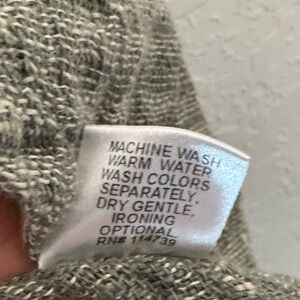 MACHINE WASH
WARM WATER
WASH COLORS
SEPARATELY,
DRY GENTLE,
IRONING
OPTIONAL
RN# 114739